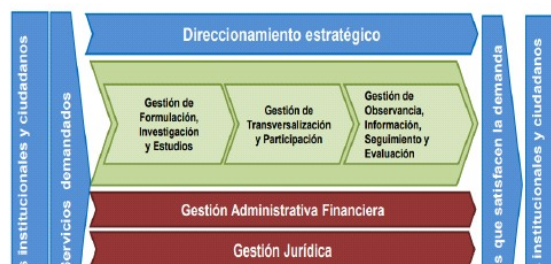 institucionales y ciudadanos
servicios demandados
Direccionamiento estratégico
Gestión de
Formulación,
Investigación
y Estudios
Gestión de
Transversalización
y Participación
Gestión de
Observancia,
Información,
Seguimiento y
Evaluación
Gestión Administrativa Financiera
Gestión Jurídica
que satisfacen la demanda
institucionales y ciudadanos